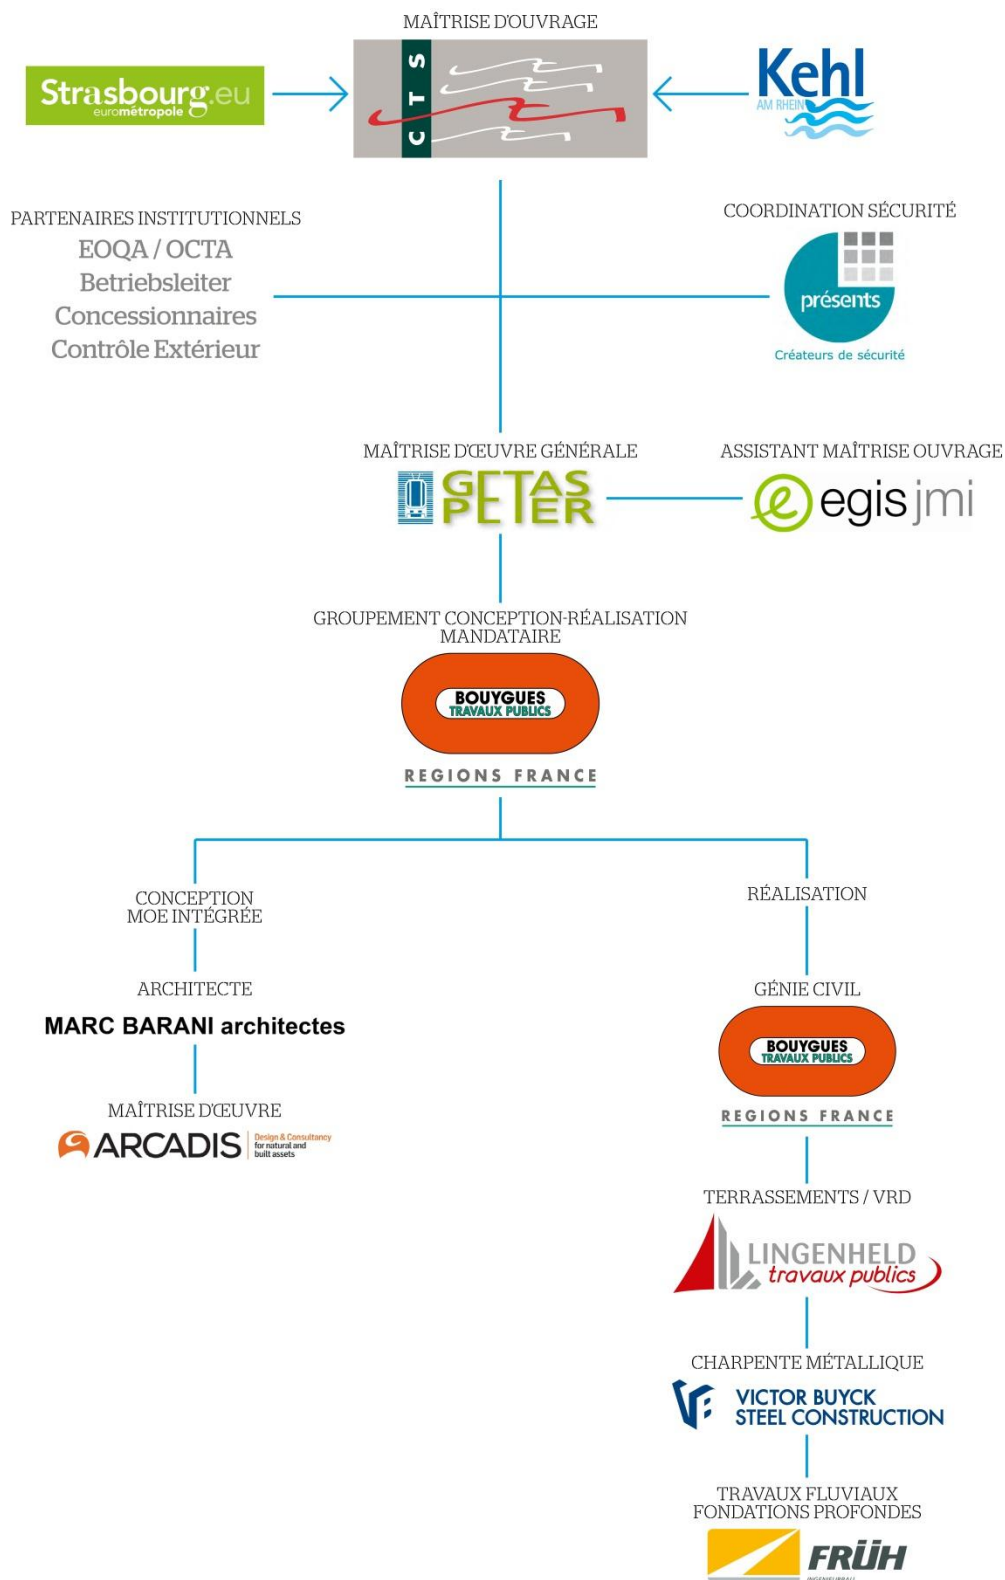 MAÎTRISE D'OUVRAGE
Strasbourg.eu
eurométropole
CTS
Kehl
AM RHEIN
PARTENAIRES INSTITUTIONNELS
EOQA / OCTA
Betriebsleiter
Concessionnaires
Contrôle Extérieur
COORDINATION SÉCURITÉ
présents
Créateurs de sécurité
MAÎTRISE D'ŒUVRE GÉNÉRALE
GETAS
PETER
ASSISTANT MAÎTRISE OUVRAGE
egis jmi
GROUPEMENT CONCEPTION-RÉALISATION
MANDATAIRE
BOUYGUES
TRAVAUX PUBLICS
REGIONS FRANCE
CONCEPTION
MOE INTÉGRÉE
ARCHITECTE
MARC BARANI architectes
MAÎTRISE D'ŒUVRE
ARCADIS
Design & Consultancy
for natural and
built assets
RÉALISATION
GÉNIE CIVIL
BOUYGUES
TRAVAUX PUBLICS
REGIONS FRANCE
TERRASSEMENTS / VRD
LINGENHELD
travaux publics
CHARPENTE MÉTALLIQUE
VICTOR BUYCK
STEEL CONSTRUCTION
TRAVAUX FLUVIAUX
FONDATIONS PROFONDES
FRÜH
INGENIEURBAU